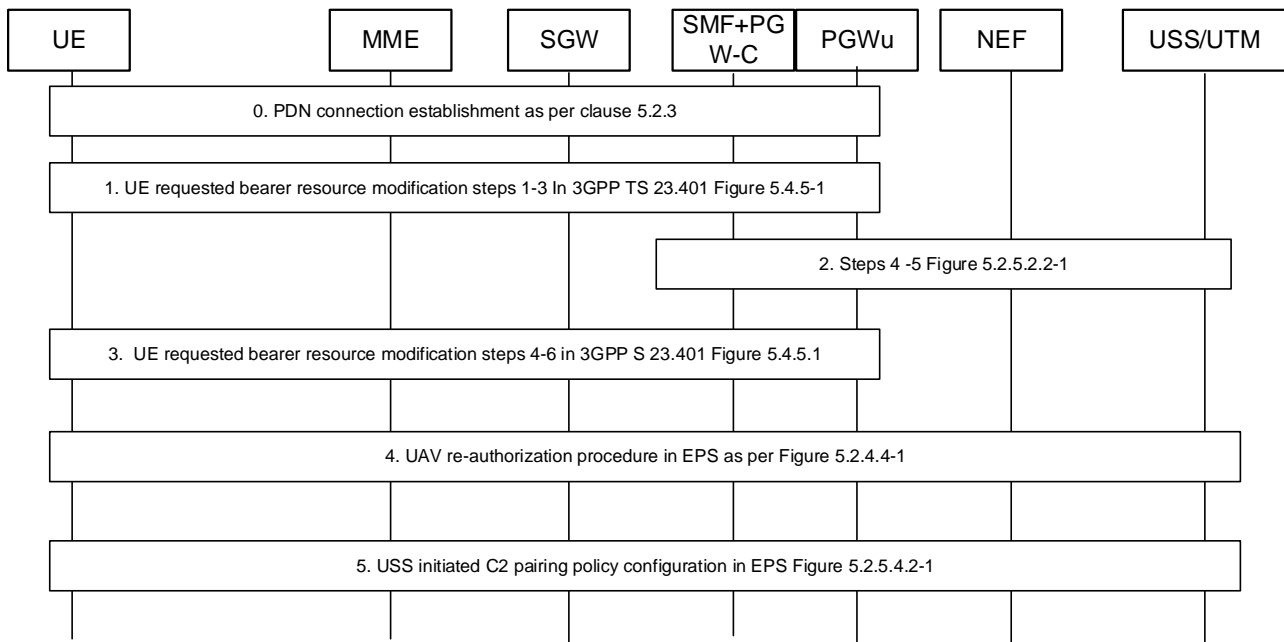 UE
MME
SGW
SMF+PG
W-C
PGWu
NEF
USS/UTM
0. PDN connection establishment as per clause 5.2.3
1. UE requested bearer resource modification steps 1-3 In 3GPP TS 23.401 Figure 5.4.5-1
2. Steps 4 -5 Figure 5.2.5.2.2-1
3. UE requested bearer resource modification steps 4-6 in 3GPP S 23.401 Figure 5.4.5.1
4. UAV re-authorization procedure in EPS as per Figure 5.2.4.4-1
5. USS initiated C2 pairing policy configuration in EPS Figure 5.2.5.4.2-1